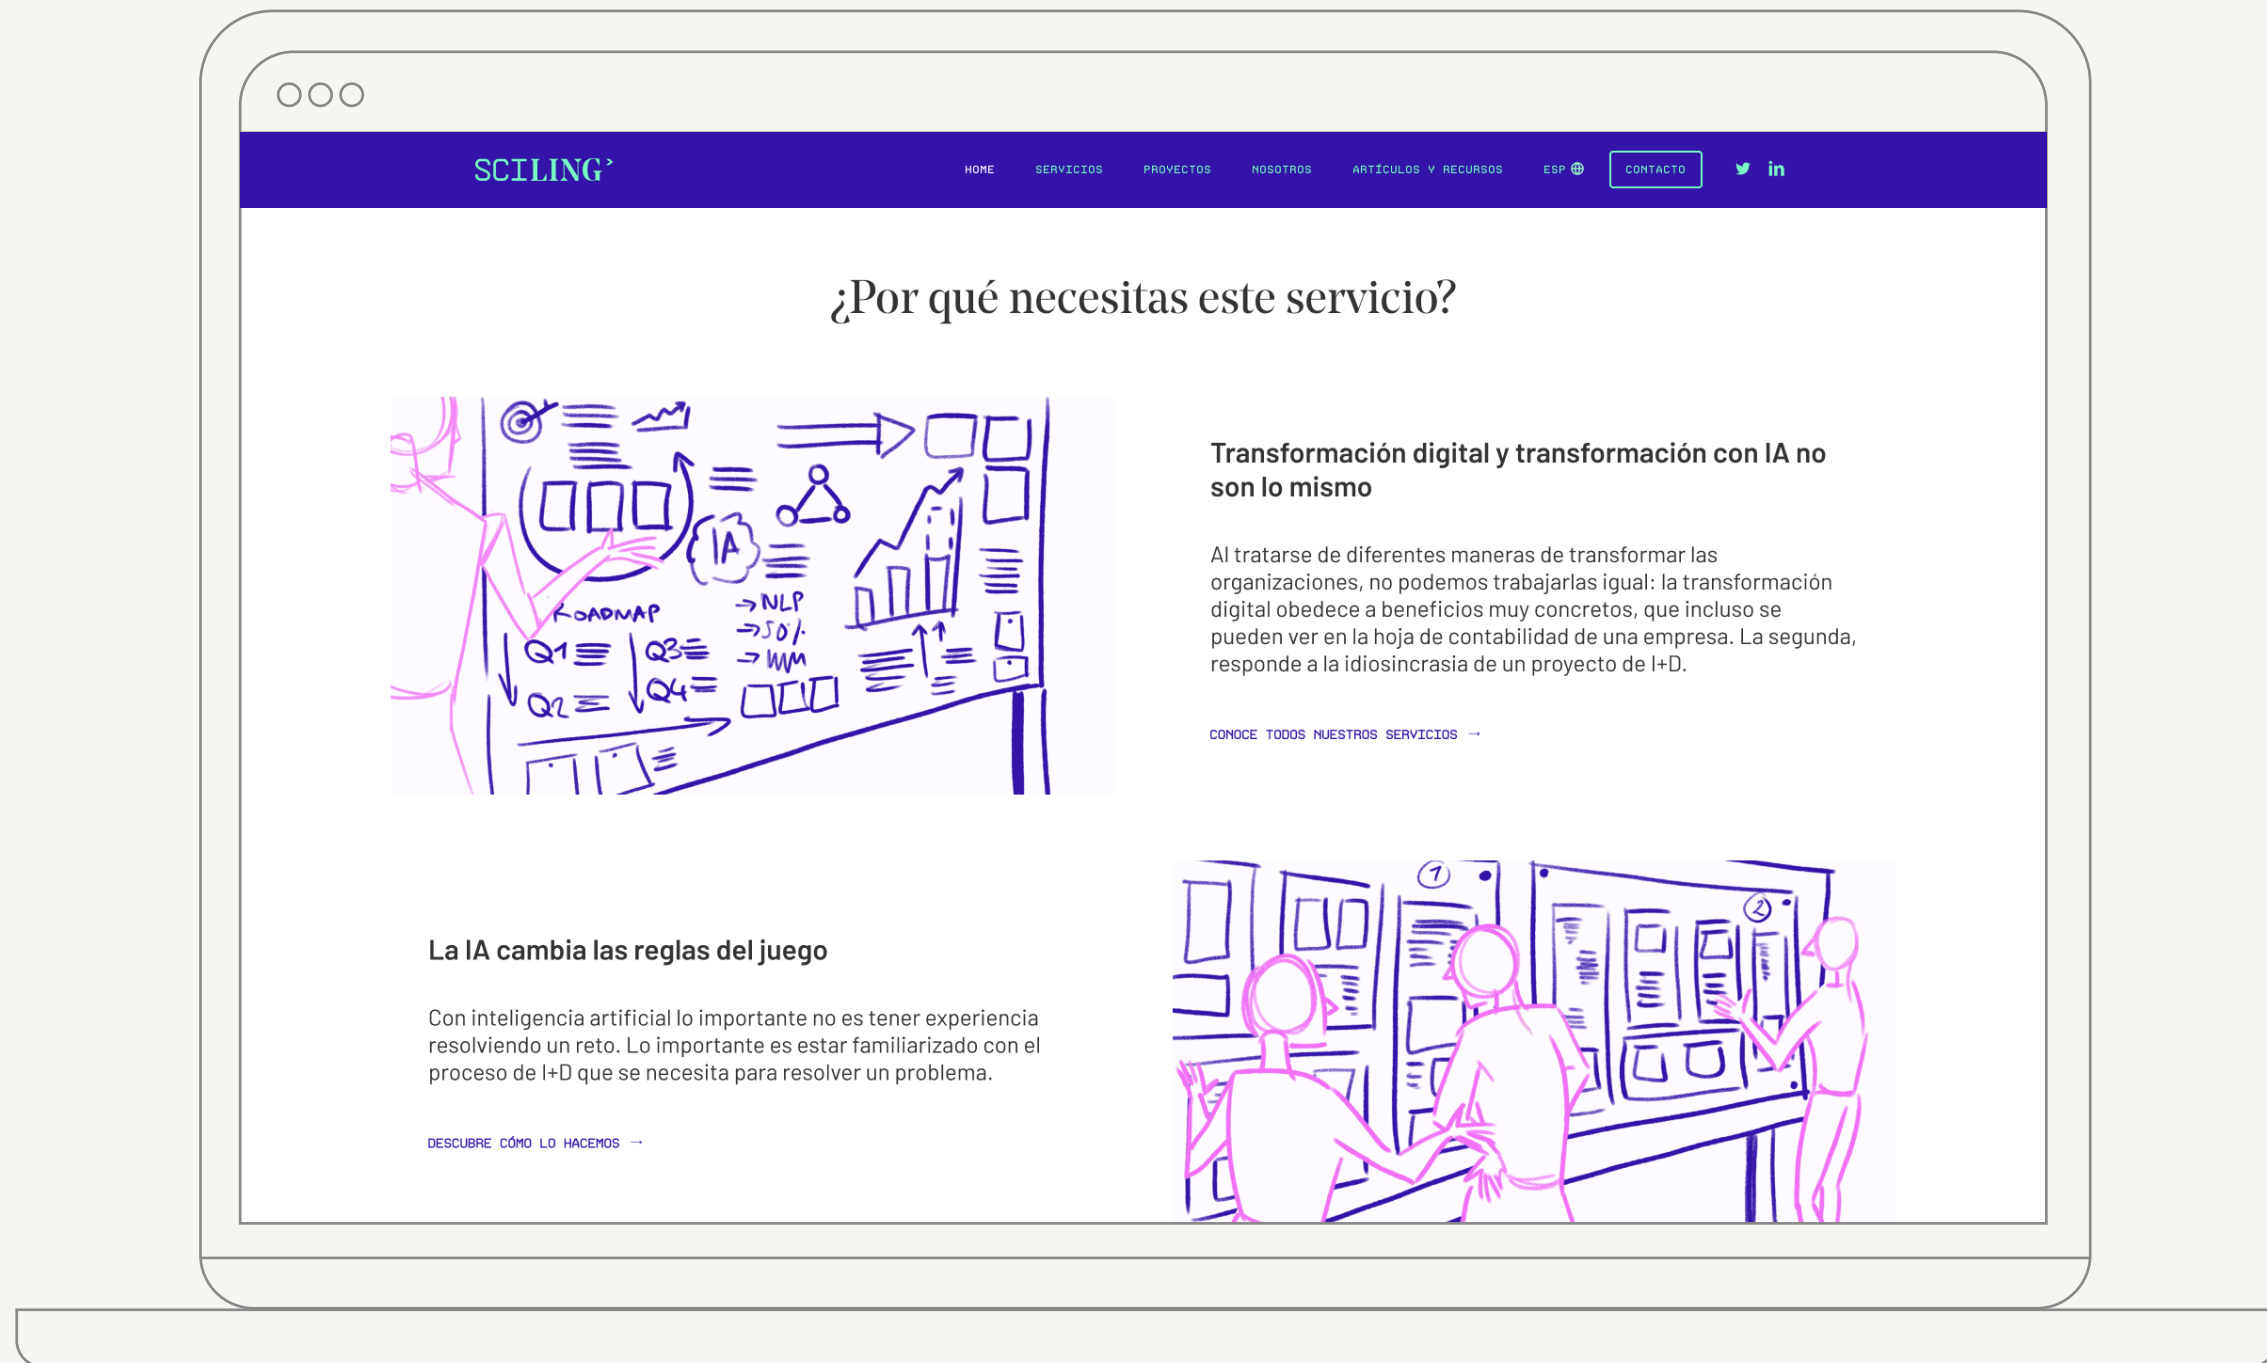 SCILING›
HOME SERVICIOS PROYECTOS NOSOTROS ARTÍCULOS Y RECURSOS ESP CONTACTO in
¿Por qué necesitas este servicio?
IA
ROADMAP
Q1
Q2
Q3
Q4
→ NLP
→ 50%
→
Transformación digital y transformación con IA no
son lo mismo
Al tratarse de diferentes maneras de transformar las
organizaciones, no podemos trabajarlas igual: la transformación
digital obedece a beneficios muy concretos, que incluso se
pueden ver en la hoja de contabilidad de una empresa. La segunda,
responde a la idiosincrasia de un proyecto de I+D.
CONOCE TODOS NUESTROS SERVICIOS →
La IA cambia las reglas del juego
Con inteligencia artificial lo importante no es tener experiencia
resolviendo un reto. Lo importante es estar familiarizado con el
proceso de I+D que se necesita para resolver un problema.
DESCUBRE CÓMO LO HACEMOS →
1
2